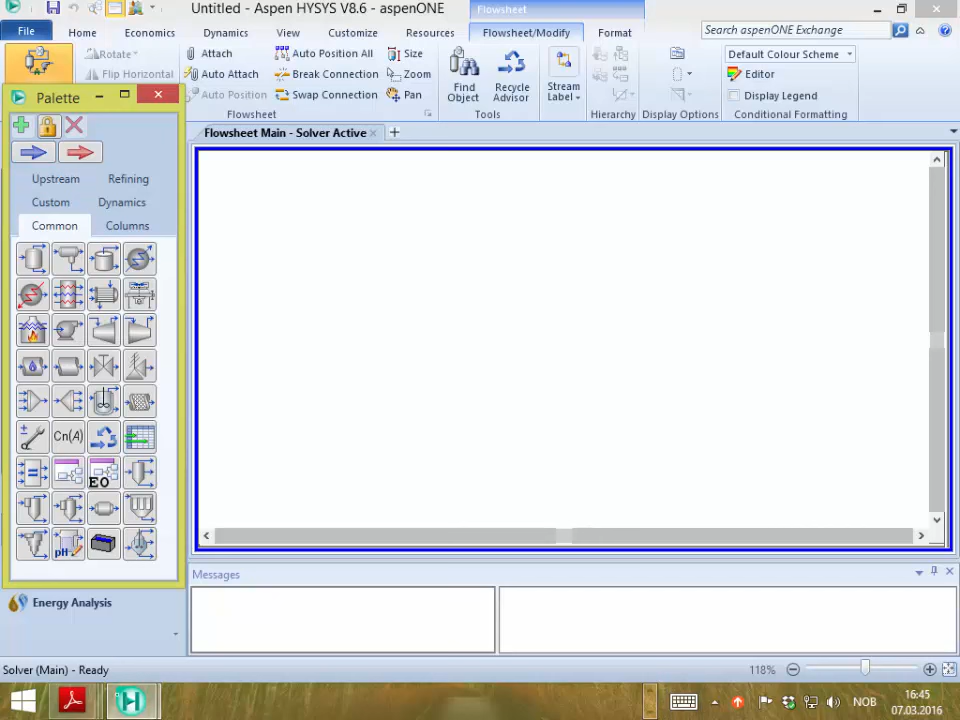 Untitled - Aspen HYSYS V8.6 - aspenONE
Flowsheet
File
Home
Economics
Dynamics
View
Customize
Resources
Flowsheet/Modify
Format
Search aspenONE Exchange
Rotate
Flip Horizontal
Attach
Auto Attach
Auto Position
Auto Position All
Break Connection
Swap Connection
Size
Zoom
Pan
Flowsheet
Find
Object
Recycle
Advisor
Tools
Stream
Label
Hierarchy
Display Options
Default Colour Scheme
Editor
Display Legend
Conditional Formatting
Palette
Flowsheet Main - Solver Active
Upstream
Refining
Custom
Dynamics
Common
Columns
Cn(A)
EO
pH
Energy Analysis
Messages
Solver (Main) - Ready
118%
NOB
16:45
07.03.2016